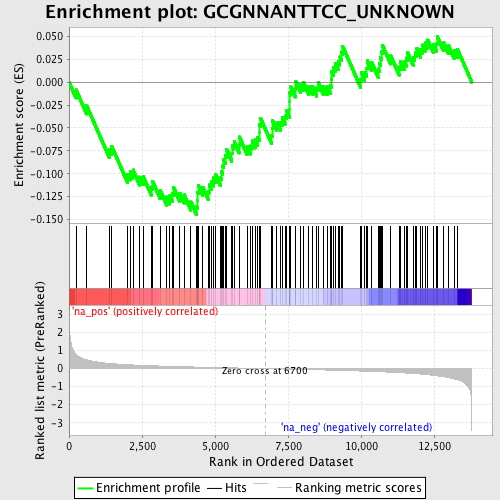 Enrichment plot: GCGNNANTTCC_UNKNOWN
Enrichment score (ES)
0.050
0.025
0.000
-0.025
-0.050
-0.075
-0.100
-0.125
-0.150
'na_pos' (positively correlated)
Ranked list metric (PreRanked)
3
2
1
0
-1
-2
-3
Zero cross at 6700
'na_neg' (negatively correlated)
0
2,500
5,000
7,500
10,000
12,500
Rank in Ordered Dataset
Enrichment profile
Hits
Ranking metric scores